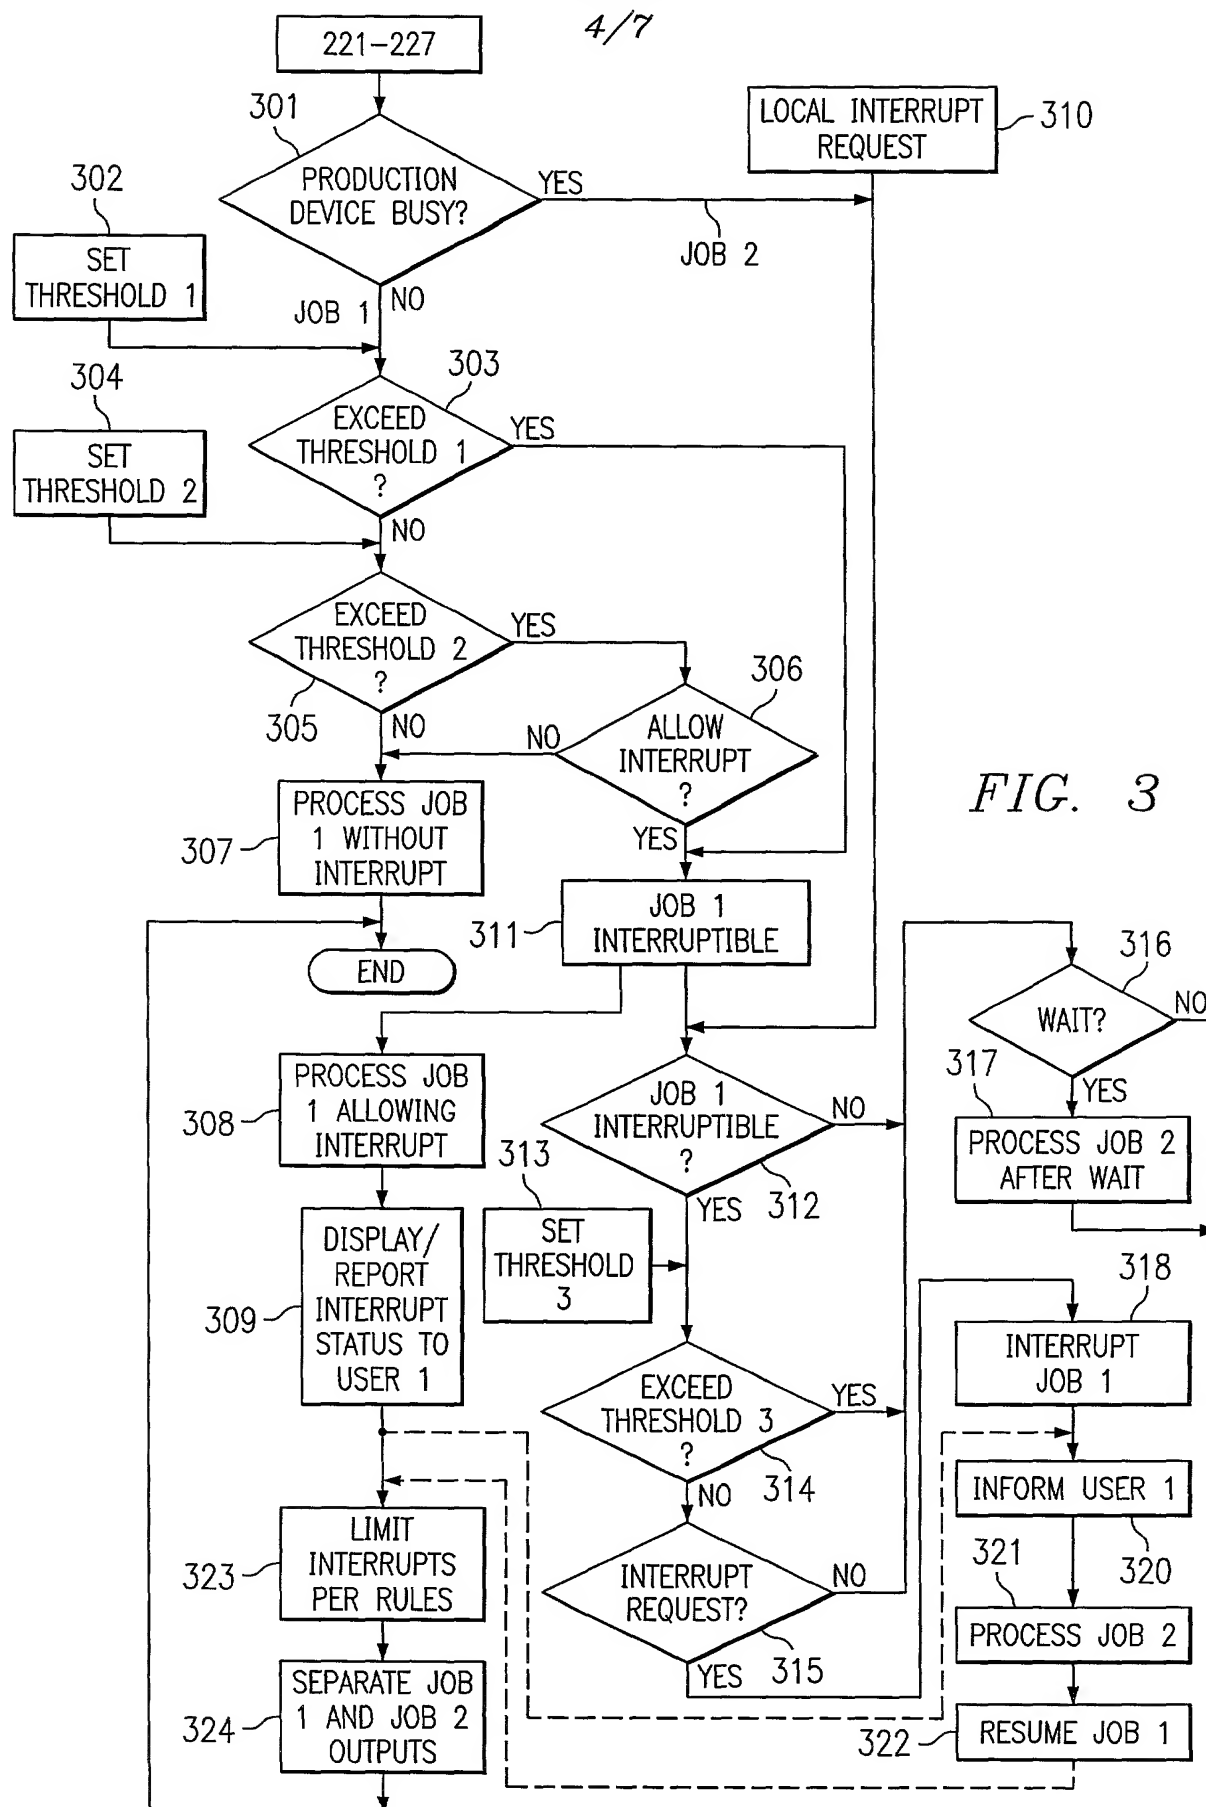 4/7
221-227
301
LOCAL INTERRUPT
REQUEST
310
PRODUCTION
DEVICE BUSY?
YES
JOB 2
302
SET
THRESHOLD 1
NO
JOB 1
303
304
EXCEED
THRESHOLD 1
?
YES
SET
THRESHOLD 2
NO
EXCEED
THRESHOLD 2
?
YES
305
306
NO
ALLOW
INTERRUPT
?
NO
YES
FIG. 3
PROCESS JOB
1 WITHOUT
INTERRUPT
307
JOB 1
INTERRUPTIBLE
311
END
316
WAIT?
NO
YES
317
PROCESS JOB 2
AFTER WAIT
PROCESS JOB
1 ALLOWING
INTERRUPT
308
JOB 1
INTERRUPTIBLE
?
NO
312
YES
313
SET
THRESHOLD
3
DISPLAY/
REPORT
INTERRUPT
STATUS TO
USER 1
309
318
INTERRUPT
JOB 1
EXCEED
THRESHOLD 3
?
YES
314
NO
INFORM USER 1
320
LIMIT
INTERRUPTS
PER RULES
323
INTERRUPT
REQUEST?
NO
315
YES
321
PROCESS JOB 2
SEPARATE JOB
1 AND JOB 2
OUTPUTS
324
322
RESUME JOB 1